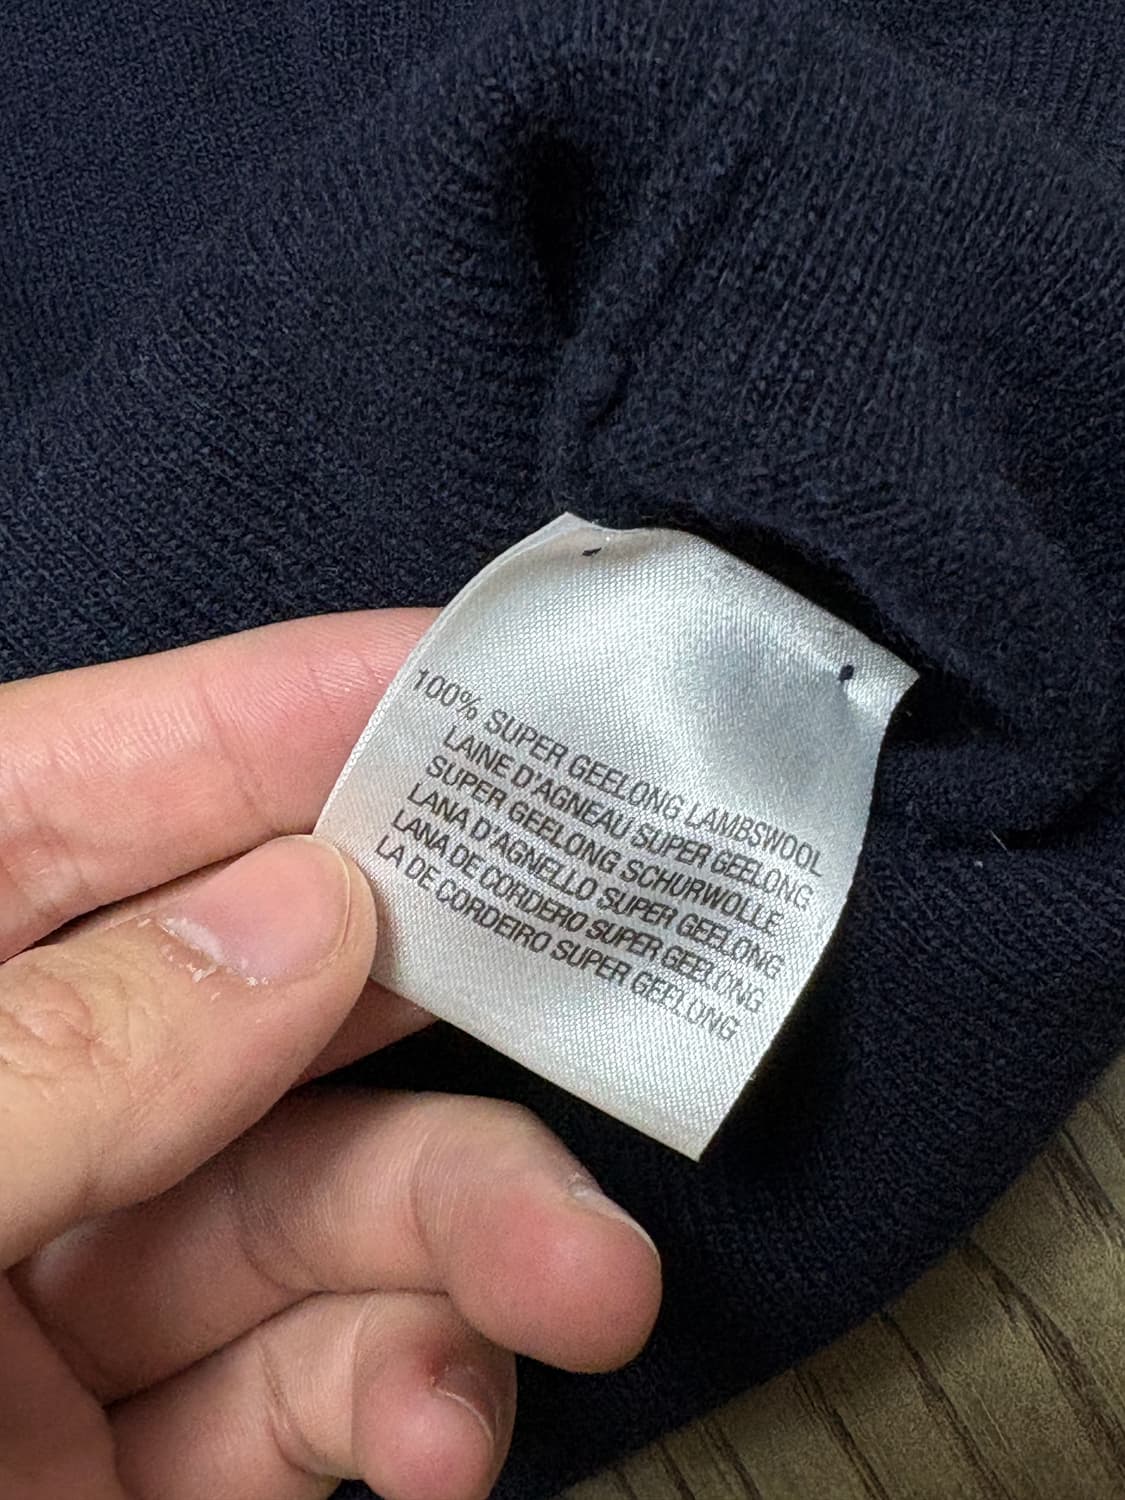 100% SUPER GEELONG LAMBSWOOL
LAINE D'AGNEAU SUPER GEELONG
SUPER GEELONG SCHURWOLLE
LANA D'AGNELLO SUPER GEELONG
LANA DE CORDERO SUPER GEELONG
LA DE CORDEIRO SUPER GEELONG